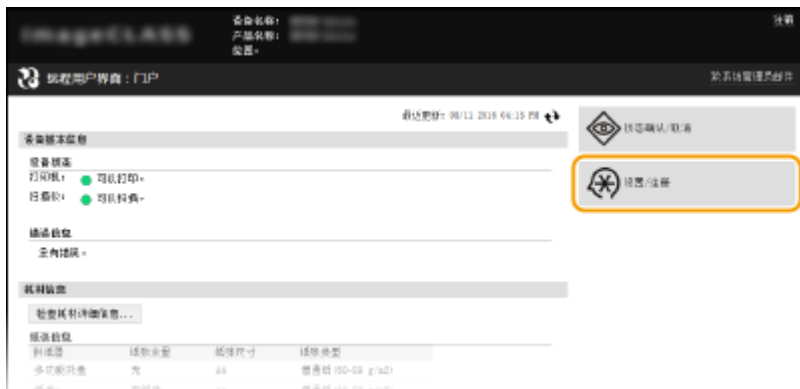 设备名称:
产品名称:
位置:
注销
远程用户界面:门户
致系统管理员邮件
最近更新: 08/11 2016 04:15 PM
设备基本信息
设备状态
打印机: 可以打印。
扫描仪: 可以扫描。
错误信息
没有错误。
耗材信息
检查耗材详细信息...
纸张信息
供纸器 纸张余量 纸张尺寸 纸张类型
多功能托盘 无 A4 普通纸 (60-89 g/m2)
状态确认/取消
设置/注册